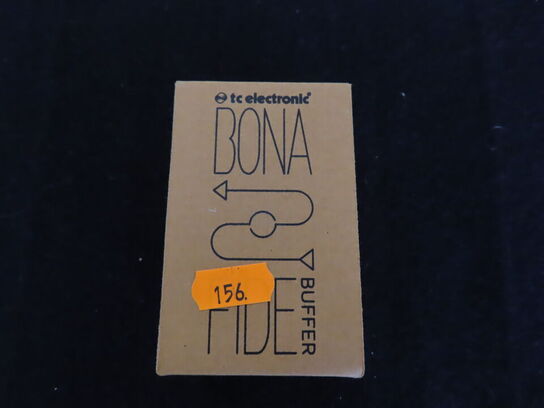 tc electronic
BONA
156.
FIDE
BUFFER